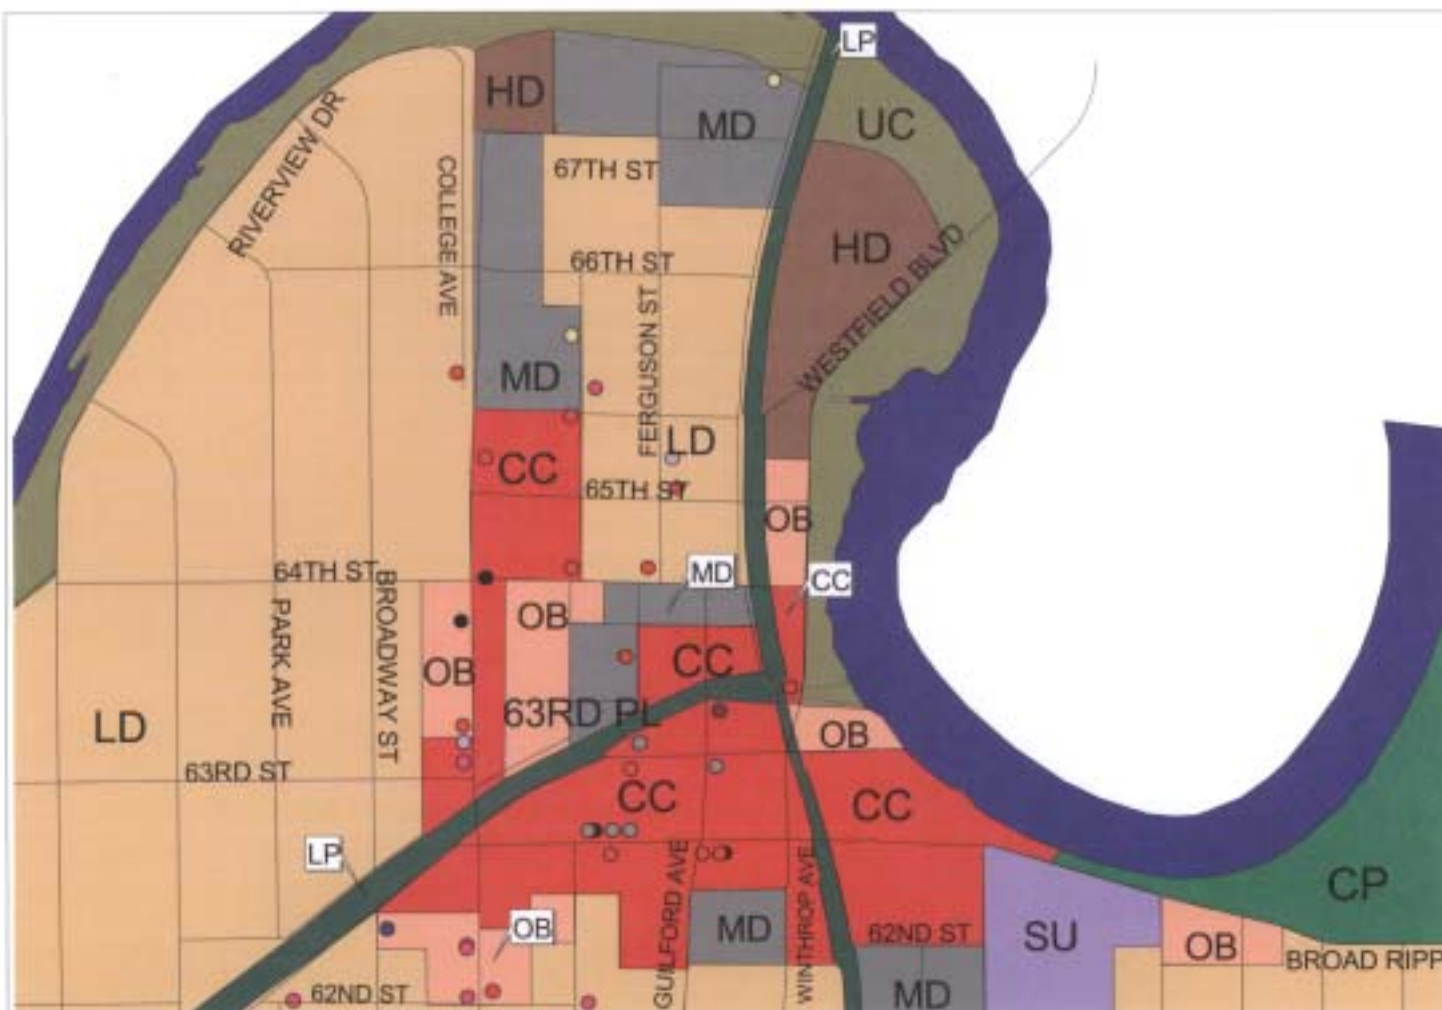 LP
HD
MD
UC
RIVERVIEW DR
COLLEGE AVE
67TH ST
66TH ST
HD
WESTFIELD BLVD
FERGUSON ST
MD
LD
CC
65TH ST
OB
64TH ST
MD
CC
OB
PARK AVE
BROADWAY ST
OB
CC
LD
63RD PL
OB
63RD ST
CC
CC
LP
GUILFORD AVE
WINTHROP AVE
CP
OB
MD
62ND ST
SU
OB
BROAD RIPP
62ND ST
MD